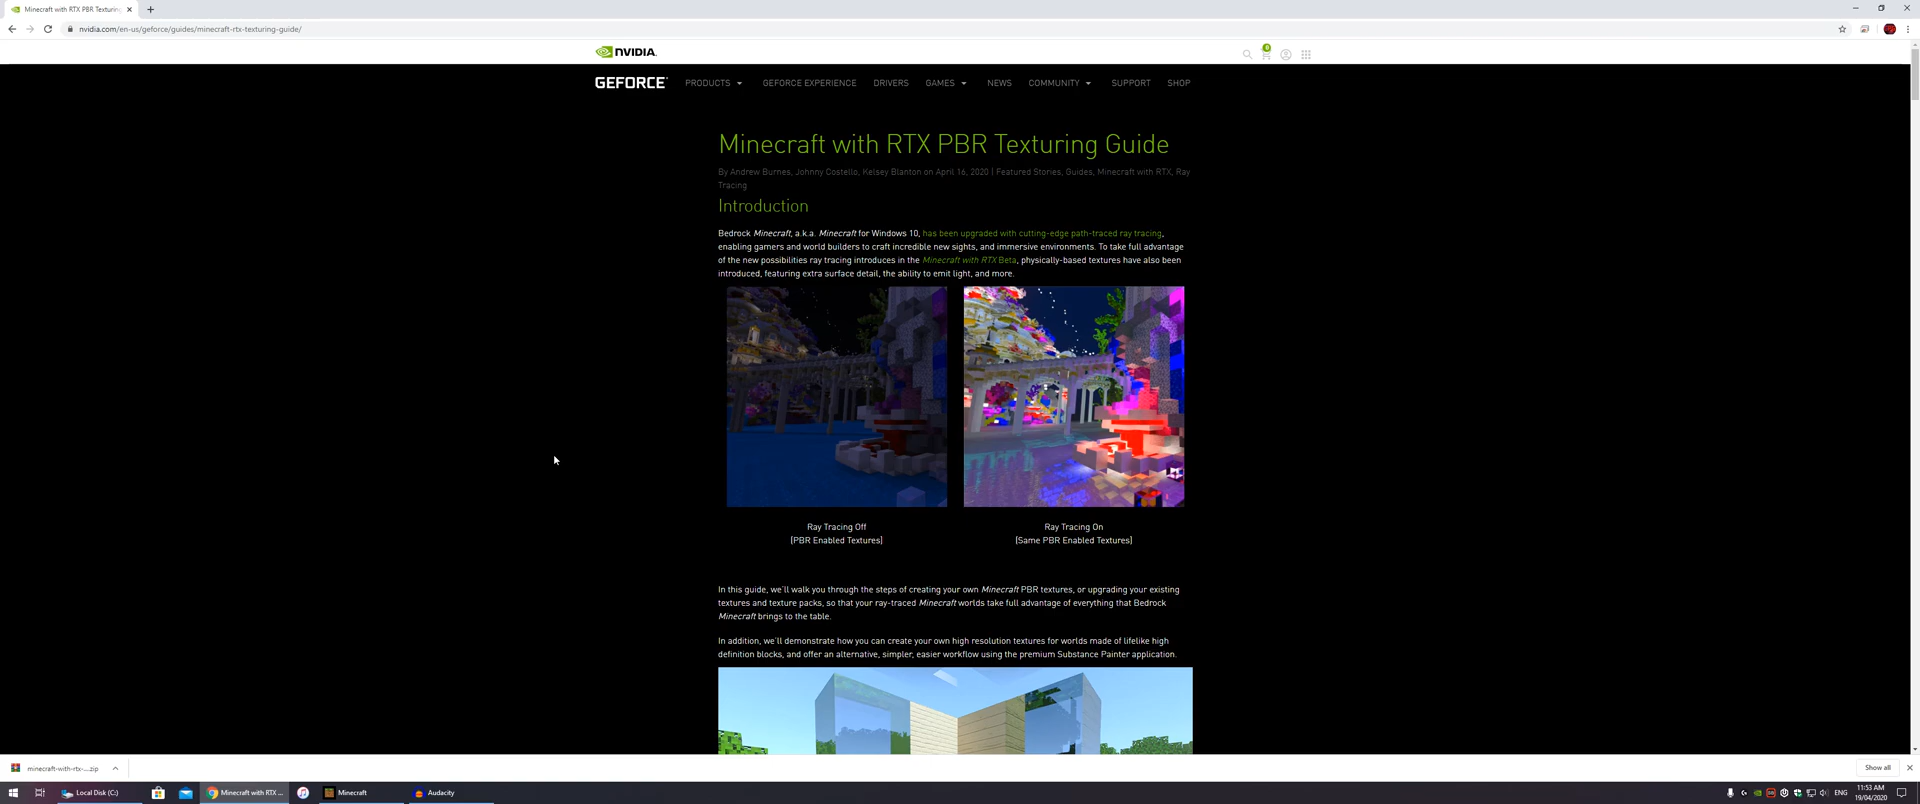 Minecraft with RTX PBR Texturing
nvidia.com/en-us/geforce/guides/minecraft-rtx-texturing-guide/
NVIDIA.
0
GEFORCE
PRODUCTS GEFORCE EXPERIENCE DRIVERS GAMES NEWS COMMUNITY SUPPORT SHOP
Minecraft with RTX PBR Texturing Guide
By Andrew Burnes, Johnny Costello, Kelsey Blanton on April 16, 2020 | Featured Stories, Guides, Minecraft with RTX, Ray
Tracing
Introduction
Bedrock Minecraft, a.k.a. Minecraft for Windows 10, has been upgraded with cutting-edge path-traced ray tracing,
enabling gamers and world builders to craft incredible new sights, and immersive environments. To take full advantage
of the new possibilities ray tracing introduces in the Minecraft with RTX Beta, physically-based textures have also been
introduced, featuring extra surface detail, the ability to emit light, and more.
Ray Tracing Off
[PBR Enabled Textures]
Ray Tracing On
[Same PBR Enabled Textures]
In this guide, we'll walk you through the steps of creating your own Minecraft PBR textures, or upgrading your existing
textures and texture packs, so that your ray-traced Minecraft worlds take full advantage of everything that Bedrock
Minecraft brings to the table.
In addition, we'll demonstrate how you can create your own high resolution textures for worlds made of lifelike high
definition blocks, and offer an alternative, simpler, easier workflow using the premium Substance Painter application.
minecraft-with-rtx-....zip
Show all
Local Disk (C:)
Minecraft with RTX ...
Minecraft
Audacity
ENG
11:53 AM
19/04/2020